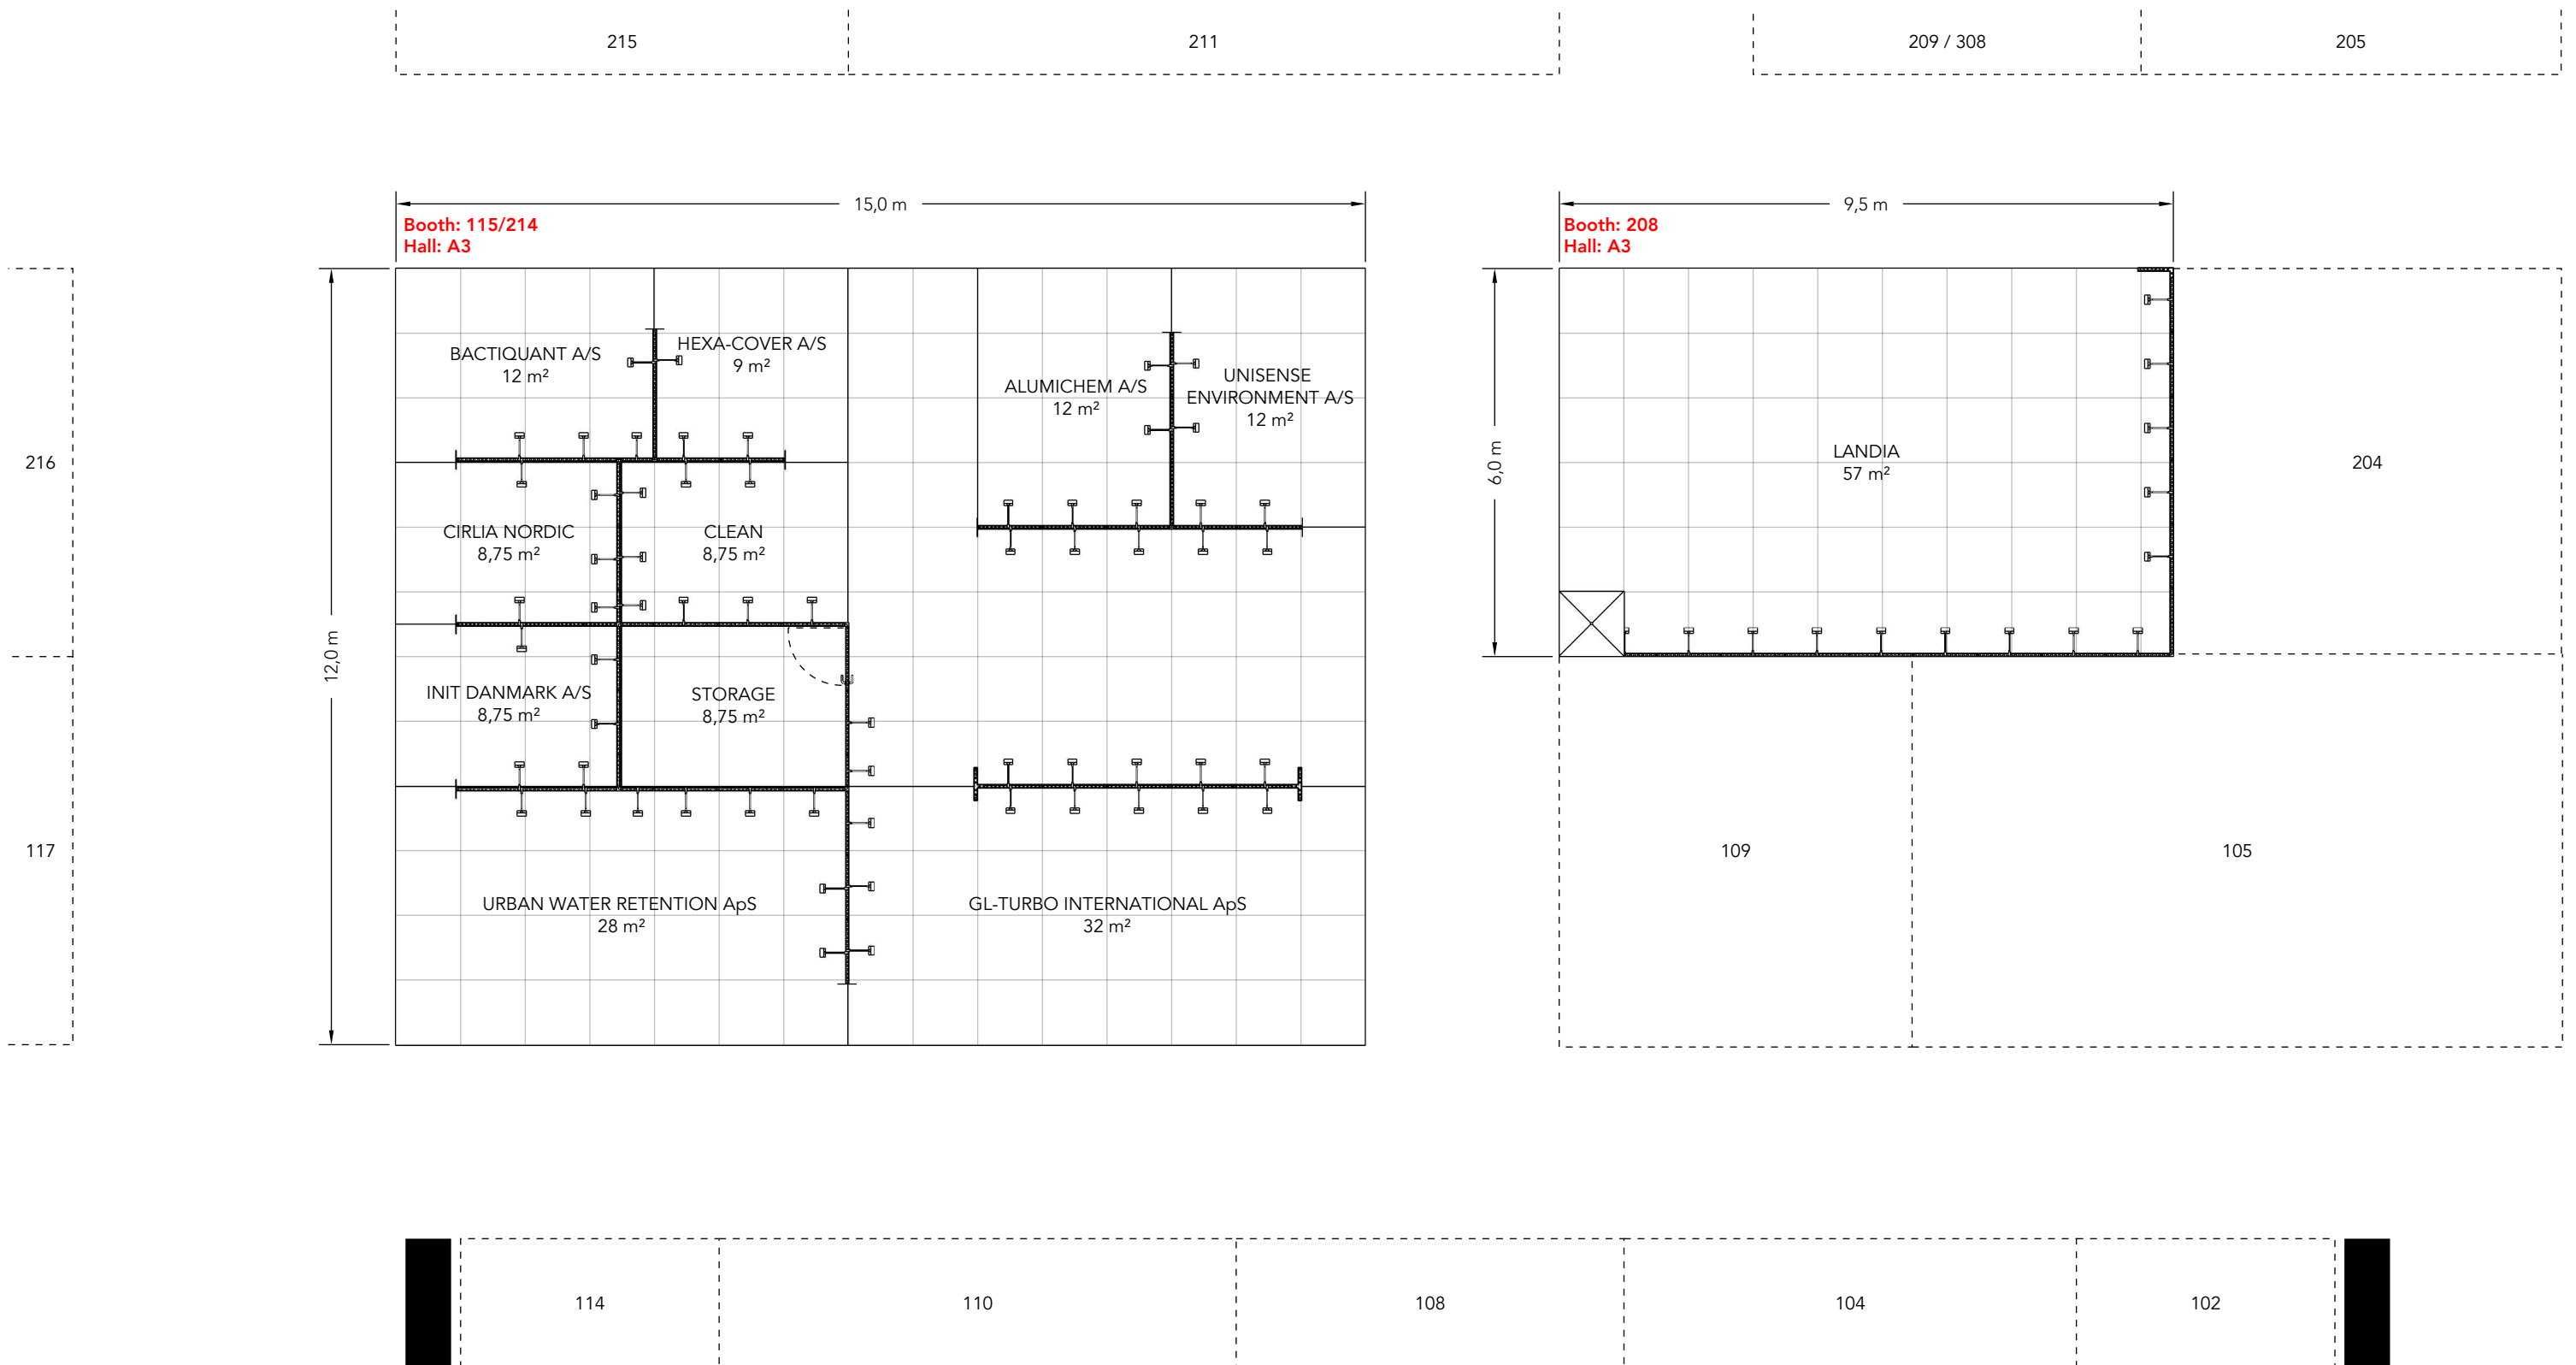 215
211
209 / 308
205
15,0 m
9,5 m
Booth: 115/214
Hall: A3
Booth: 208
Hall: A3
BACTIQUANT A/S
12 m²
HEXA-COVER A/S
9 m²
ALUMICHEM A/S
12 m²
UNISENSE
ENVIRONMENT A/S
12 m²
216
6,0 m
LANDIA
57 m²
204
CIRLIA NORDIC
8,75 m²
CLEAN
8,75 m²
12,0 m
INIT DANMARK A/S
8,75 m²
STORAGE
8,75 m²
117
109
105
URBAN WATER RETENTION ApS
28 m²
GL-TURBO INTERNATIONAL ApS
32 m²
114
110
108
104
102